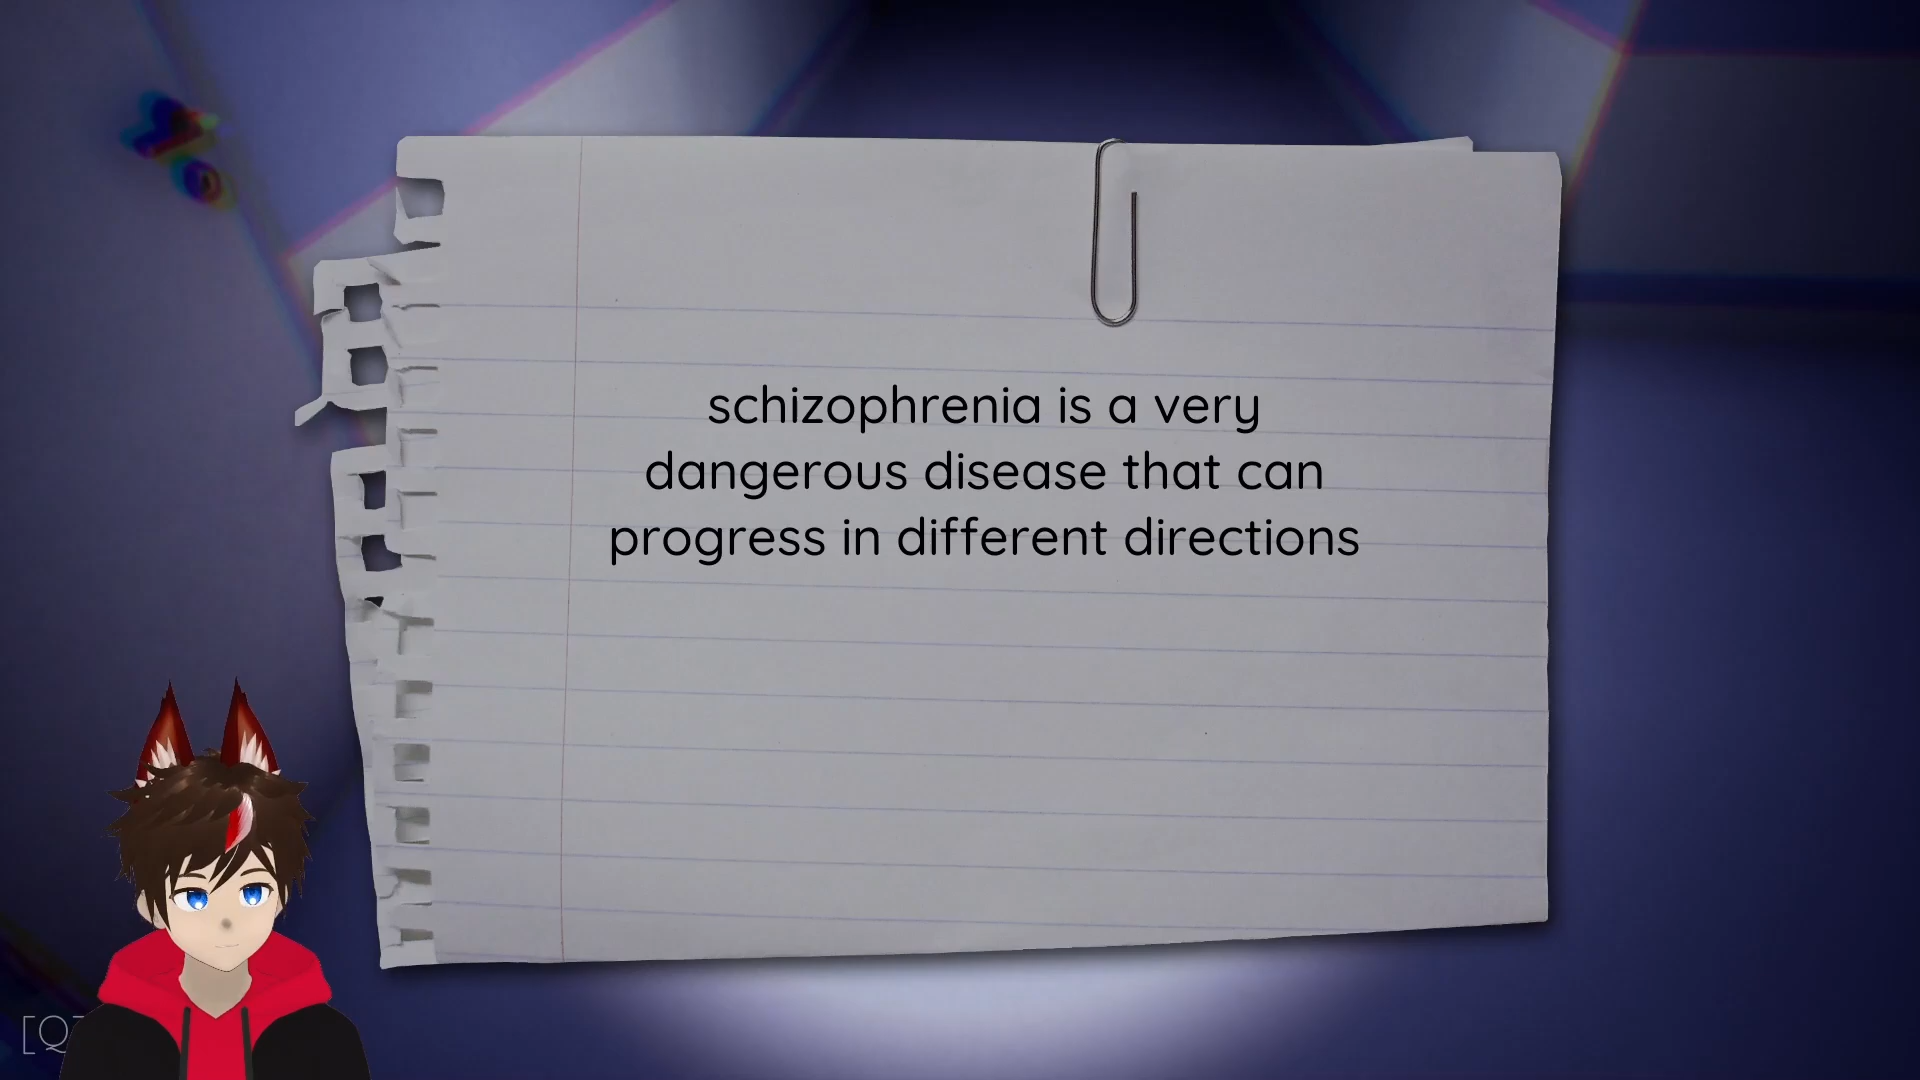 schizophrenia is a very
dangerous disease that can
progress in different directions
[Q